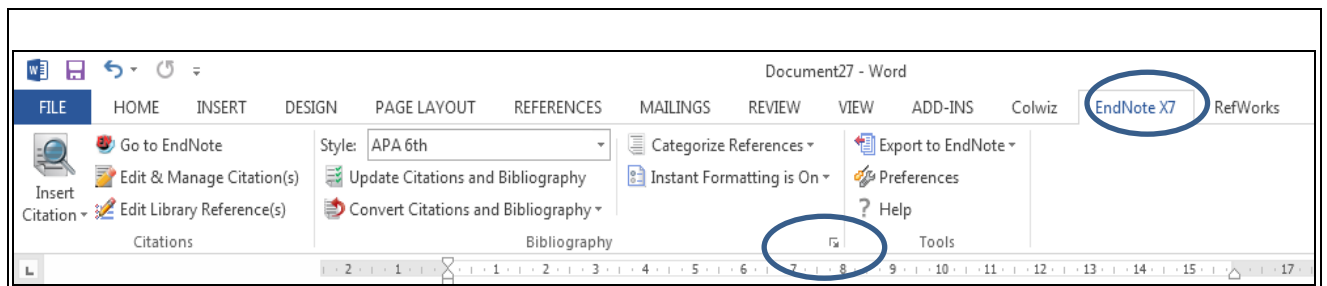 Document27 - Word
FILE HOME INSERT DESIGN PAGE LAYOUT REFERENCES MAILINGS REVIEW VIEW ADD-INS Colwiz EndNote X7 RefWorks
Go to EndNote Style: APA 6th Categorize References Export to EndNote
Insert Edit & Manage Citation(s) Update Citations and Bibliography Instant Formatting is On Preferences
Citation Edit Library Reference(s) Convert Citations and Bibliography ? Help
Citations Bibliography Tools
L 2 1 1 2 3 4 5 6 7 8 9 10 11 12 13 14 15 17